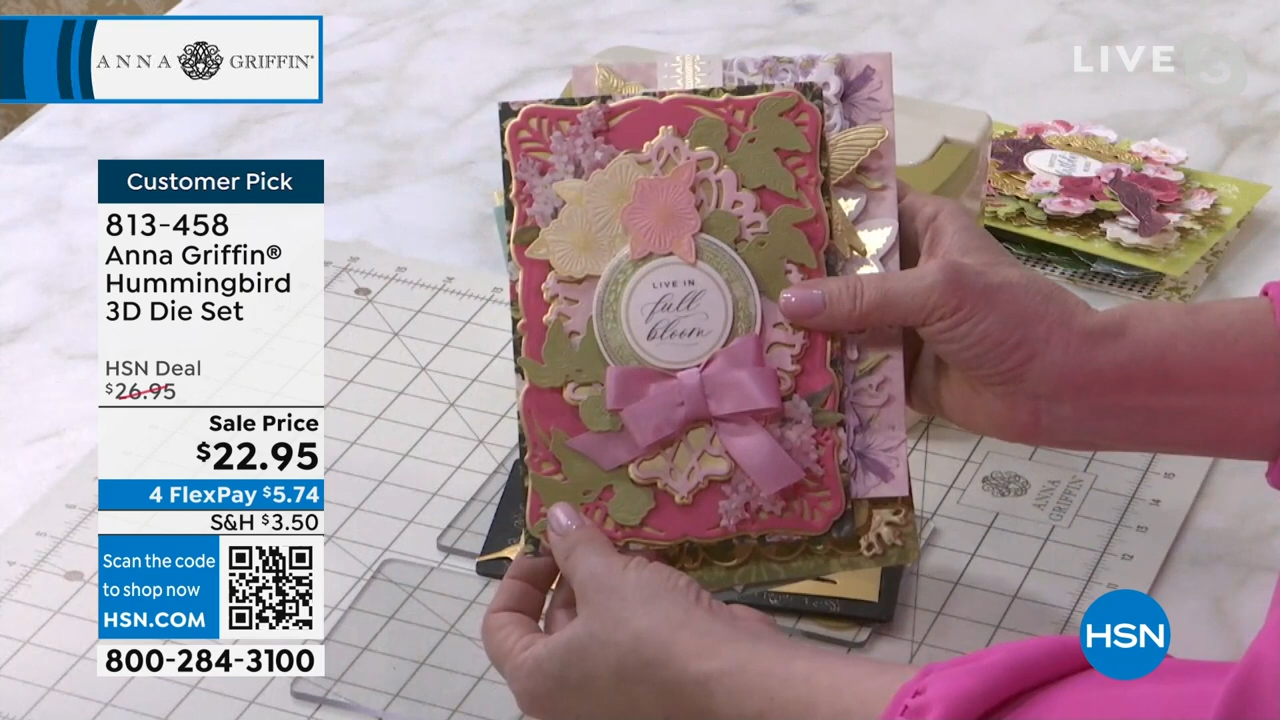 ANNA GRIFFIN®
LIVE
Customer Pick
813-458
Anna Griffin®
Hummingbird
3D Die Set
HSN Deal
$26.95
Sale Price
$22.95
4 FlexPay $5.74
S&H $3.50
Scan the code
to shop now
HSN.COM
800-284-3100
LIVE IN
full
bloom
ANNA
GRIFFIN
HSN